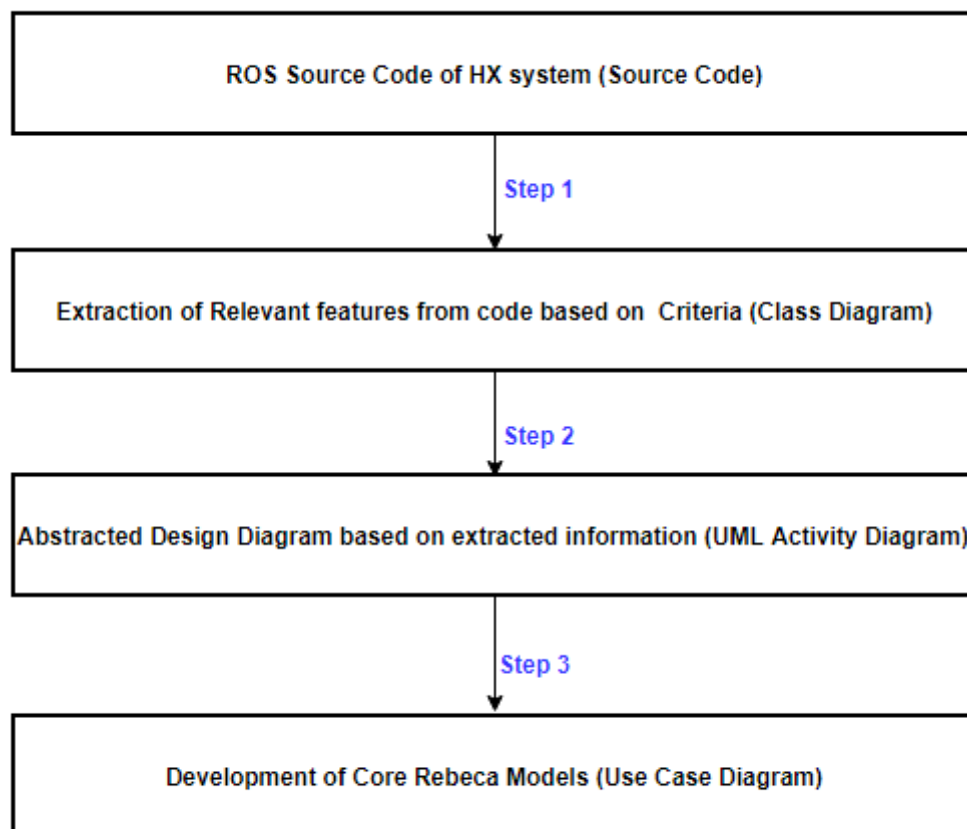 ROS Source Code of HX system (Source Code)
Step 1
Extraction of Relevant features from code based on  Criteria (Class Diagram)
Step 2
Abstracted Design Diagram based on extracted information (UML Activity Diagram)
Step 3
Development of Core Rebeca Models (Use Case Diagram)